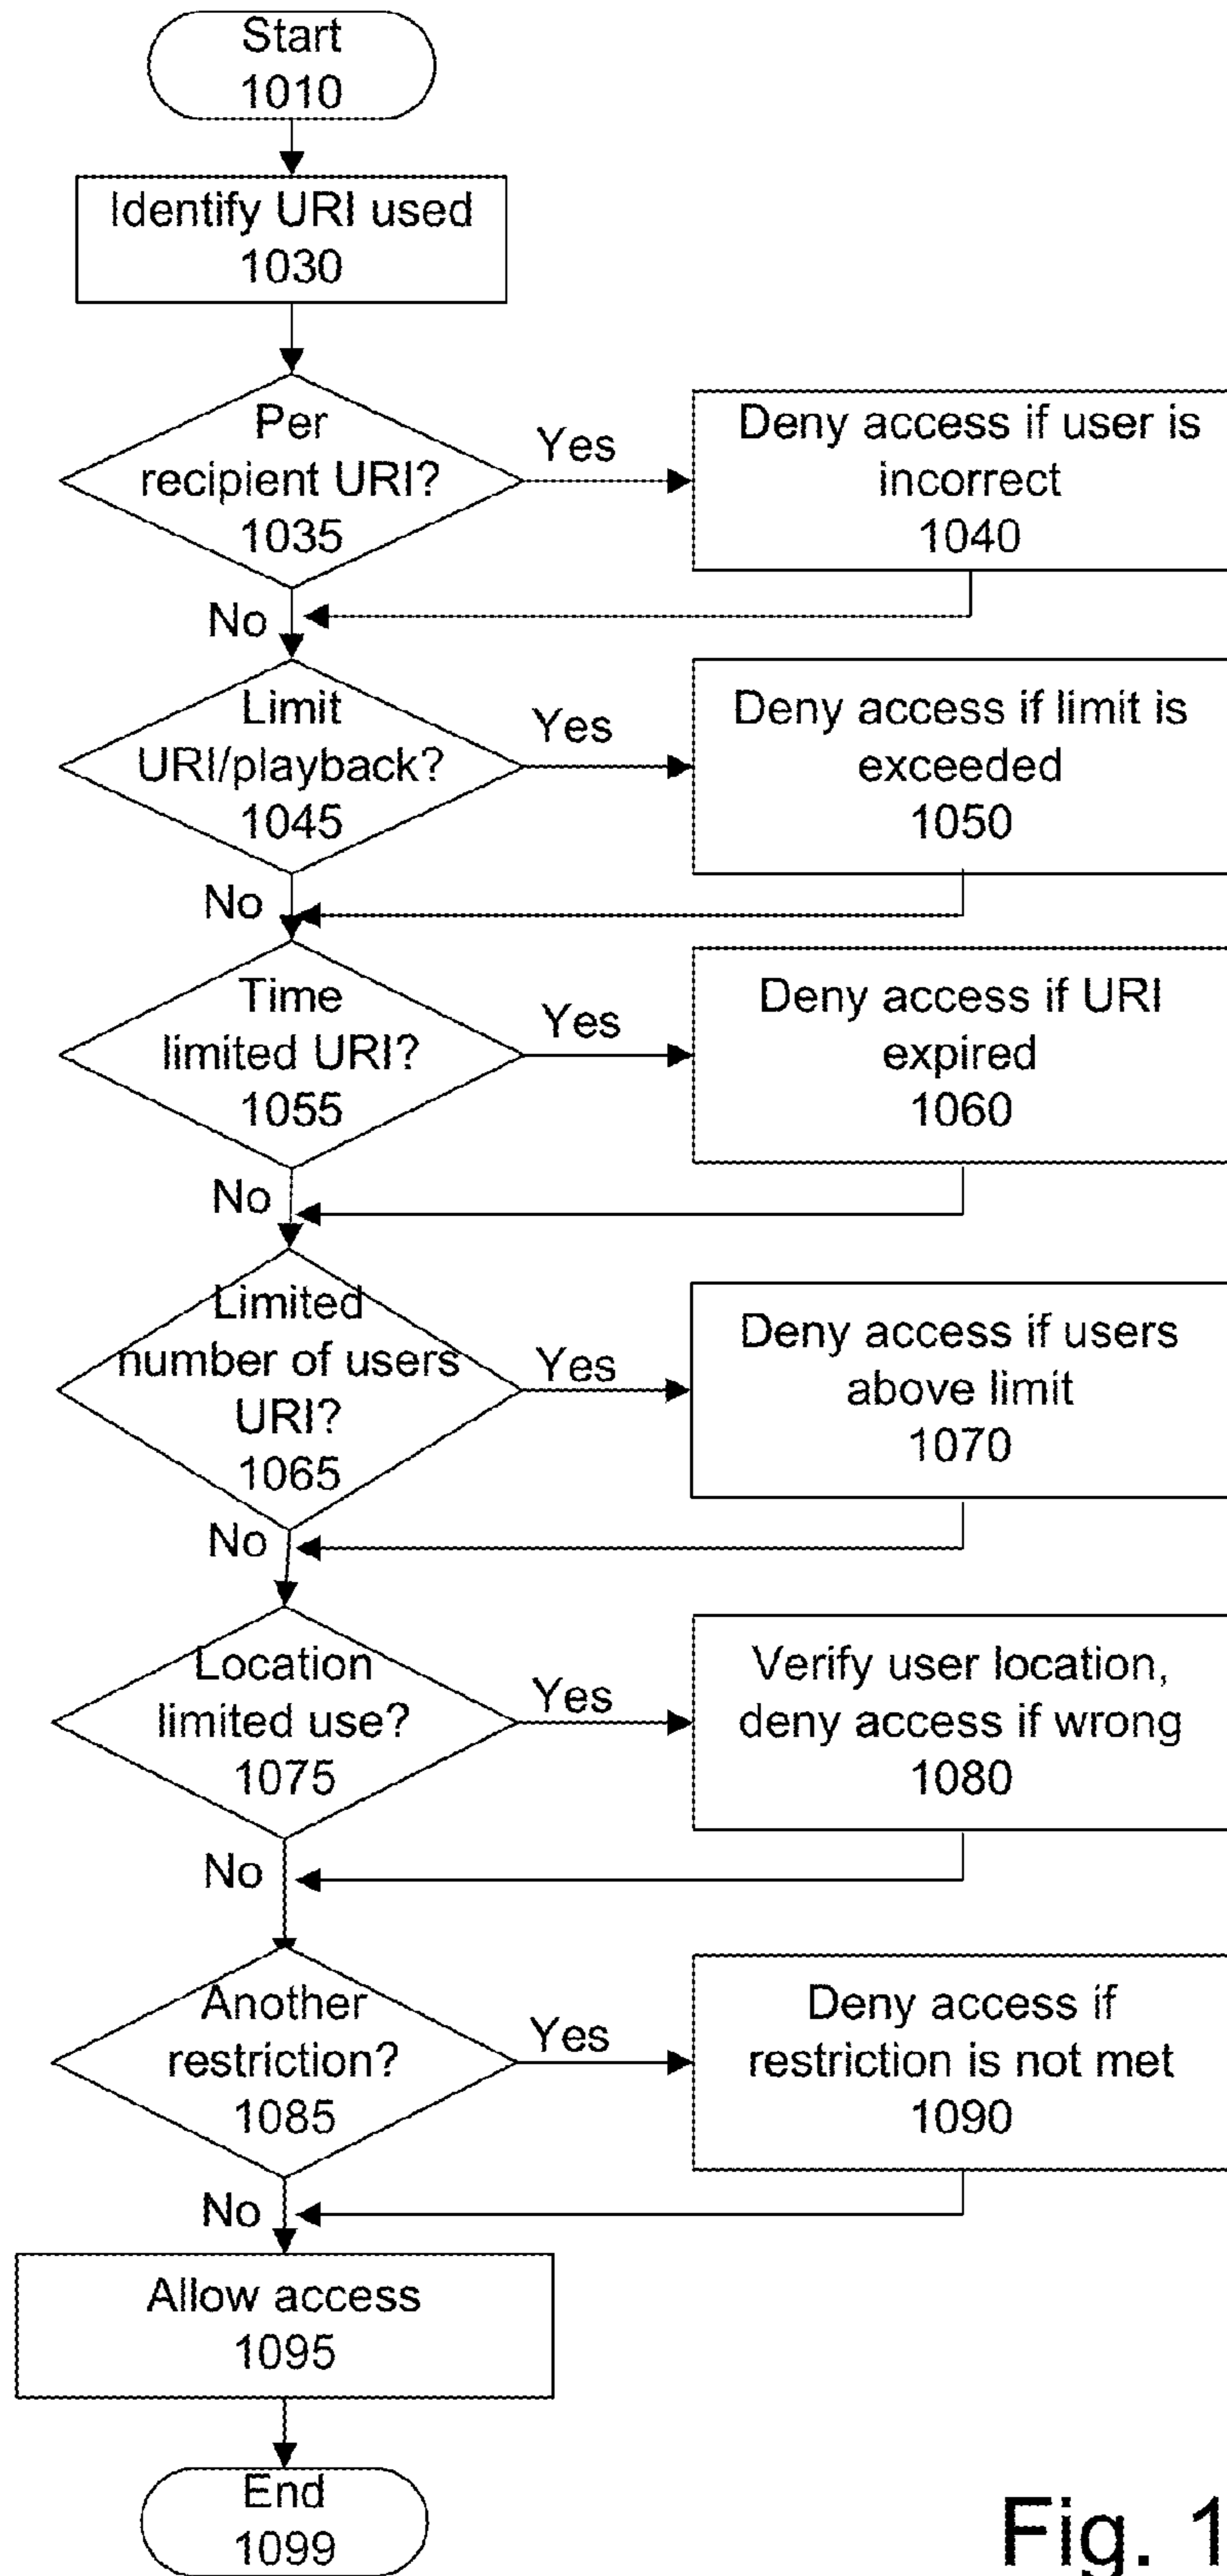 Start
1010
Identify URI used
1030
Per
recipient URI?
1035
Yes
Deny access if user is
incorrect
1040
No
Limit
URI/playback?
1045
Yes
Deny access if limit is
exceeded
1050
No
Time
limited URI?
1055
Yes
Deny access if URI
expired
1060
No
Limited
number of users
URI?
1065
Yes
Deny access if users
above limit
1070
No
Location
limited use?
1075
Yes
Verify user location,
deny access if wrong
1080
No
Another
restriction?
1085
Yes
Deny access if
restriction is not met
1090
No
Allow access
1095
End
1099
Fig. 1